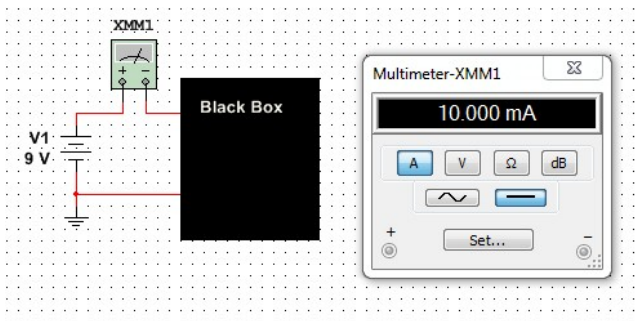 XMM1
+ −
Black Box
V1
9 V
Multimeter-XMM1
10.000 mA
A V Ω dB
+ −
Set...